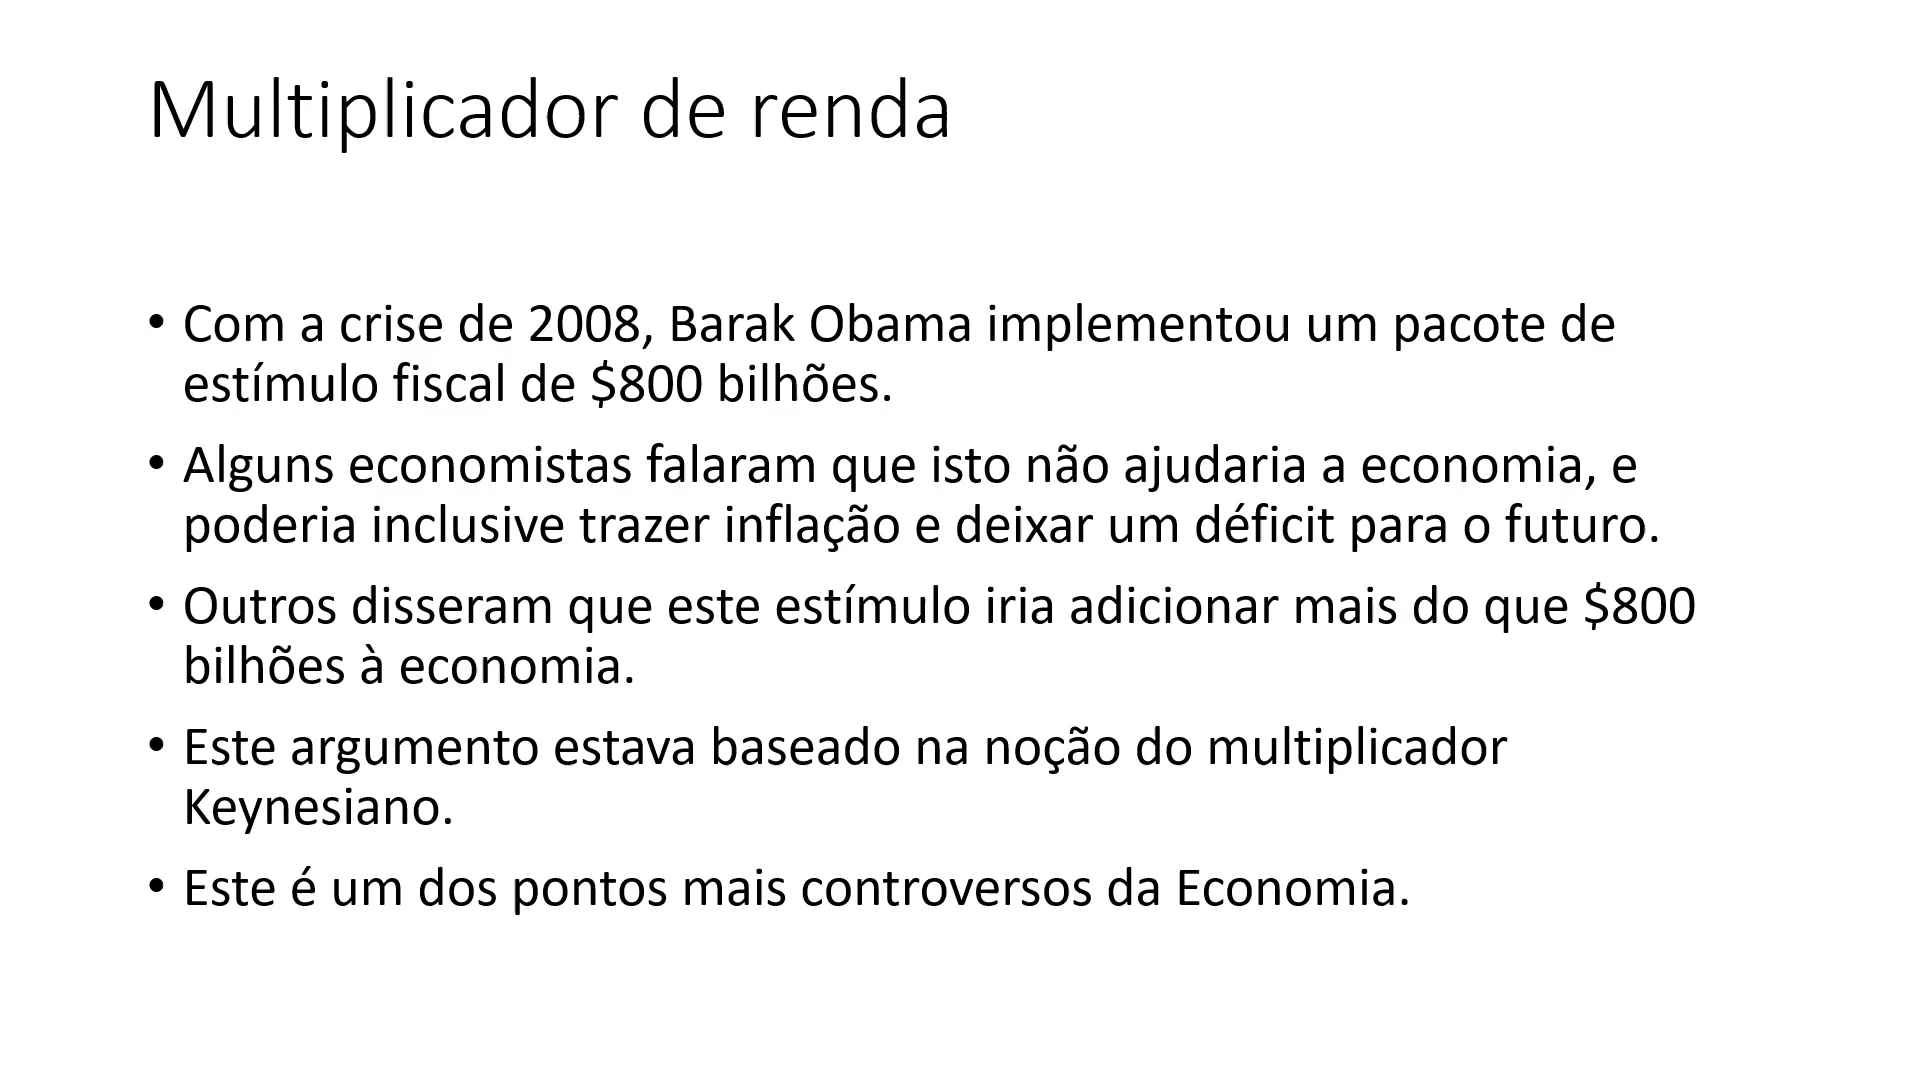 Multiplicador de renda
• Com a crise de 2008, Barak Obama implementou um pacote de
estímulo fiscal de $800 bilhões.
• Alguns economistas falaram que isto não ajudaria a economia, e
poderia inclusive trazer inflação e deixar um déficit para o futuro.
• Outros disseram que este estímulo iria adicionar mais do que $800
bilhões à economia.
• Este argumento estava baseado na noção do multiplicador
Keynesiano.
• Este é um dos pontos mais controversos da Economia.